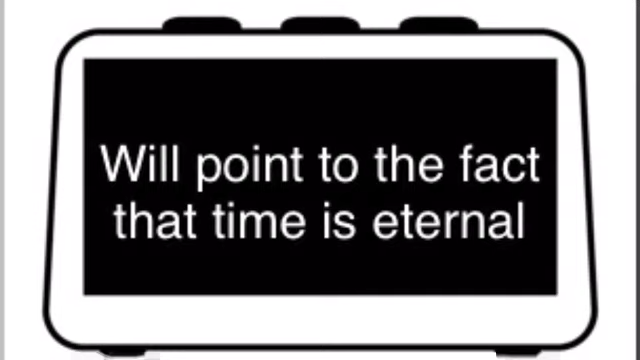 Will point to the fact
that time is eternal